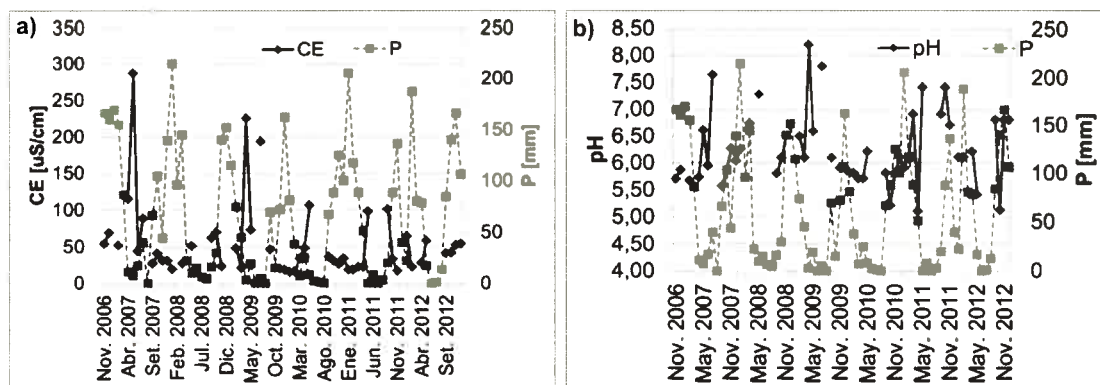 a)
CE P
CE [uS/cm]
350
300
250
200
150
100
50
0
P [mm]
250
200
150
100
50
0
Nov. 2006
Abr. 2007
Set. 2007
Feb. 2008
Jul. 2008
Dic. 2008
May. 2009
Oct. 2009
Mar. 2010
Ago. 2010
Ene. 2011
Jun. 2011
Nov. 2011
Abr. 2012
Set. 2012
b)
pH P
pH
8,50
8,00
7,50
7,00
6,50
6,00
5,50
5,00
4,50
4,00
P [mm]
250
200
150
100
50
0
Nov. 2006
May. 2007
Nov. 2007
May. 2008
Nov. 2008
May. 2009
Nov. 2009
May. 2010
Nov. 2010
May. 2011
Nov. 2011
May. 2012
Nov. 2012